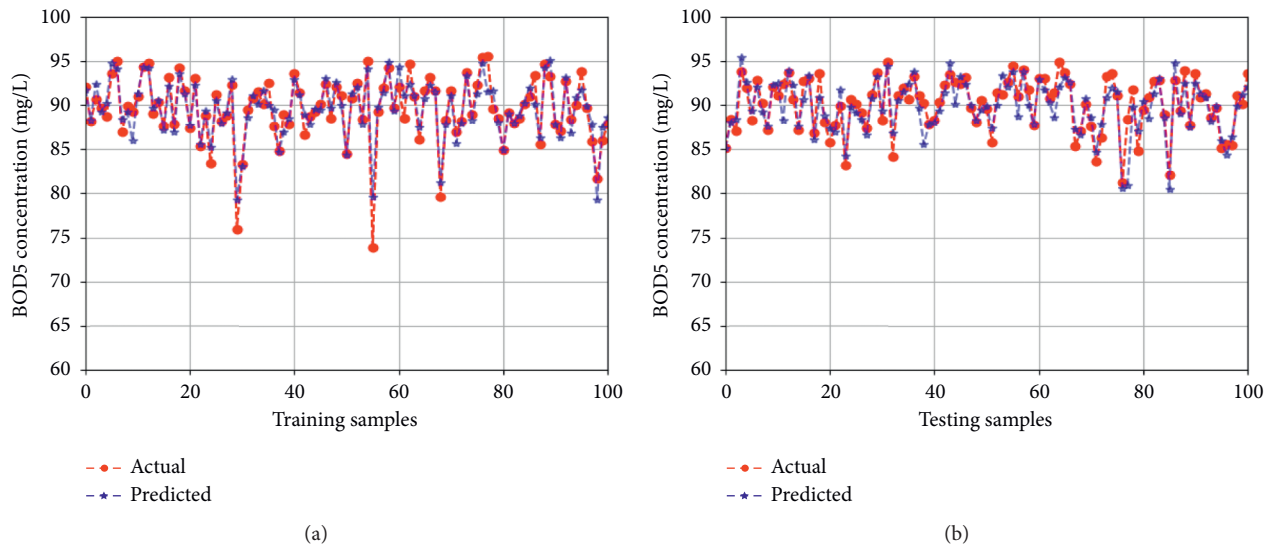 100
95
90
85
80
75
70
65
60
BOD5 concentration (mg/L)
0 20 40 60 80 100
Training samples
Actual
Predicted
(a)
100
95
90
85
80
75
70
65
60
BOD5 concentration (mg/L)
0 20 40 60 80 100
Testing samples
Actual
Predicted
(b)